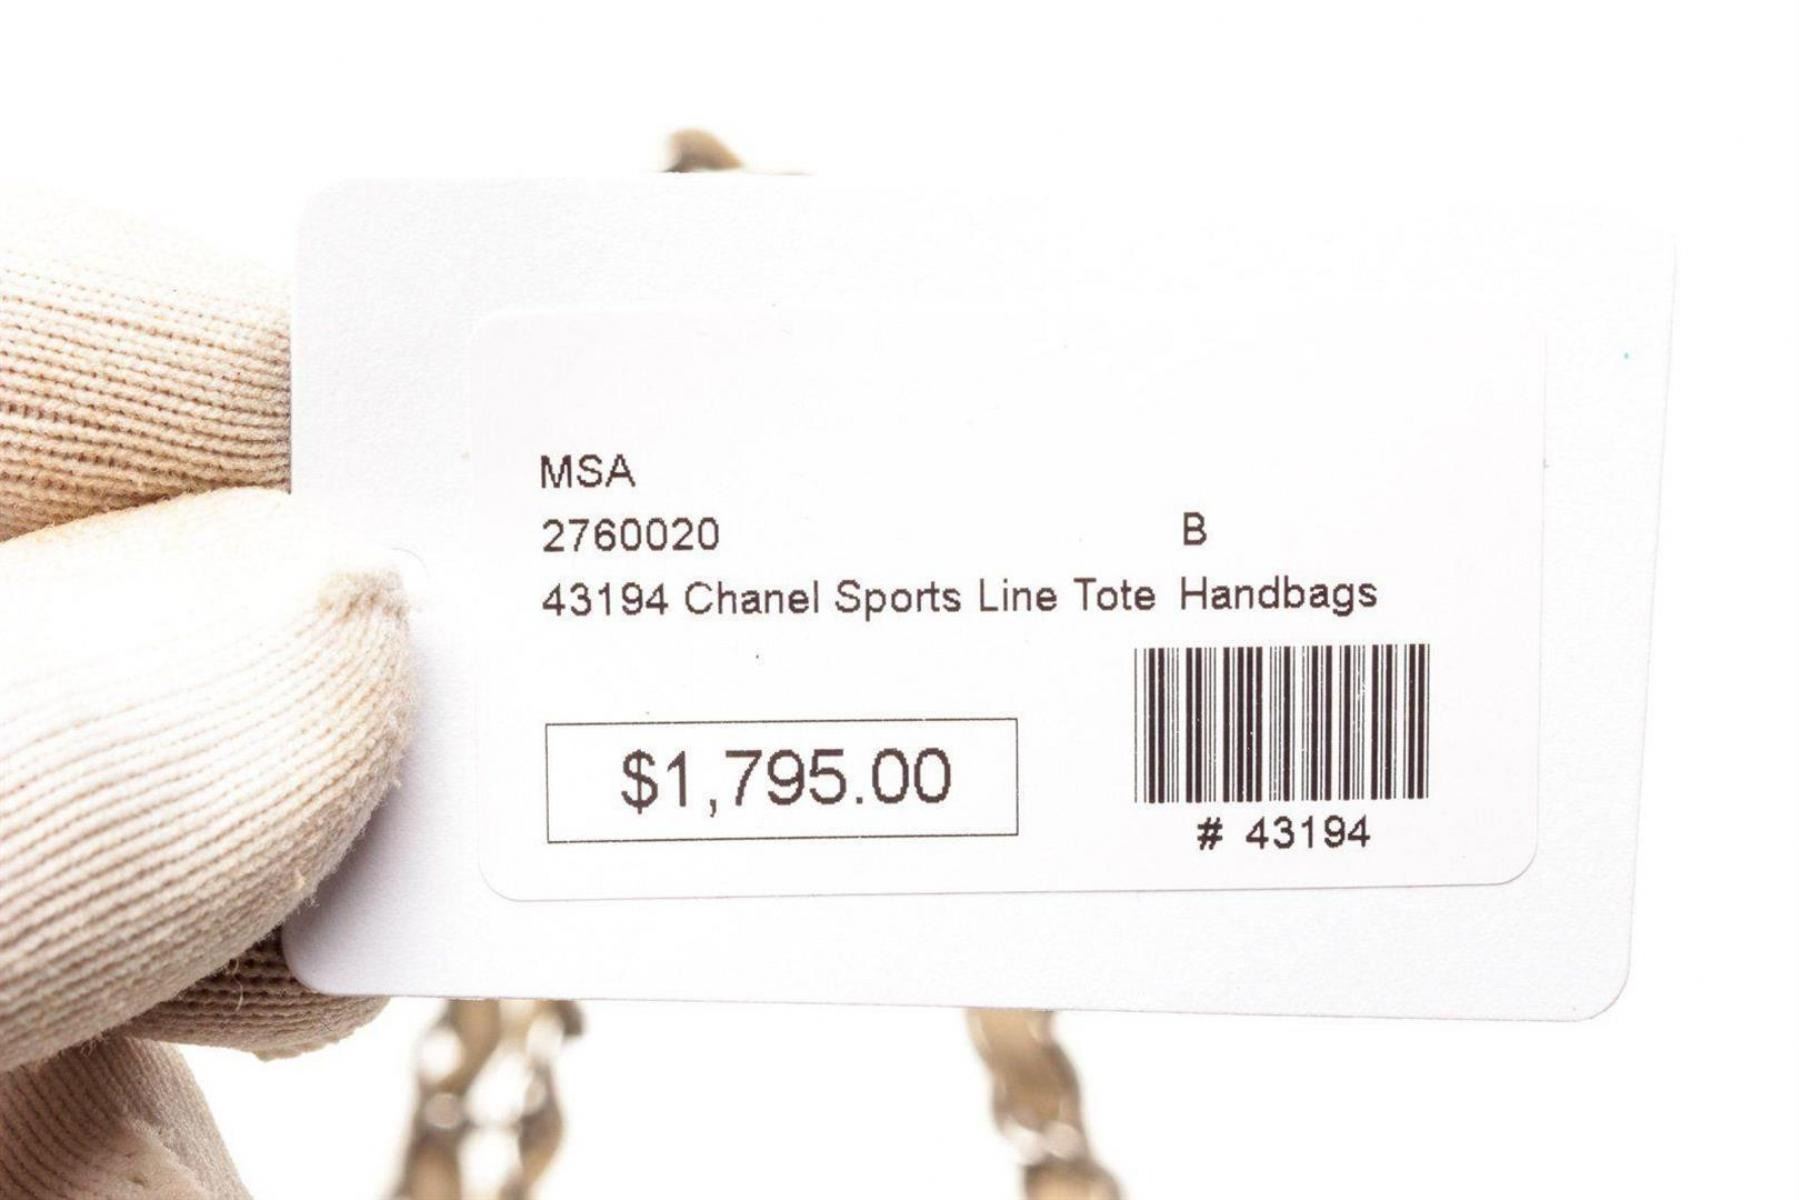 MSA
2760020 B
43194 Chanel Sports Line Tote Handbags
$1,795.00
# 43194